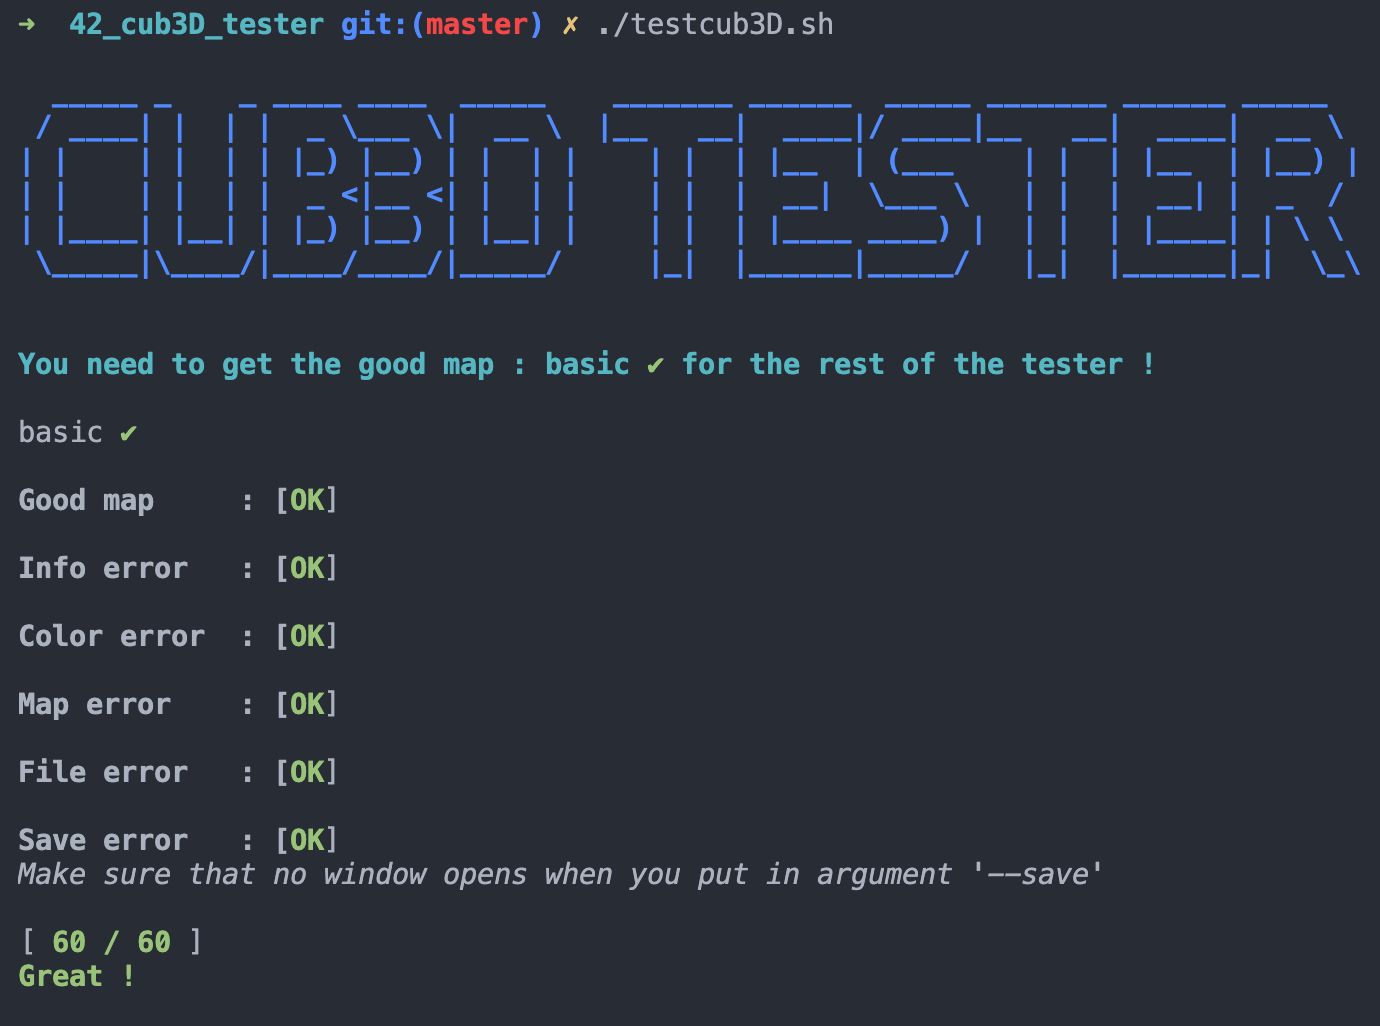 ➜  42_cub3D_tester git:(master) ✗ ./testcub3D.sh
CUB3D TESTER
You need to get the good map : basic ✔ for the rest of the tester !
basic ✔
Good map     : [OK]
Info error   : [OK]
Color error  : [OK]
Map error    : [OK]
File error   : [OK]
Save error   : [OK]
Make sure that no window opens when you put in argument '--save'
[ 60 / 60 ]
Great !